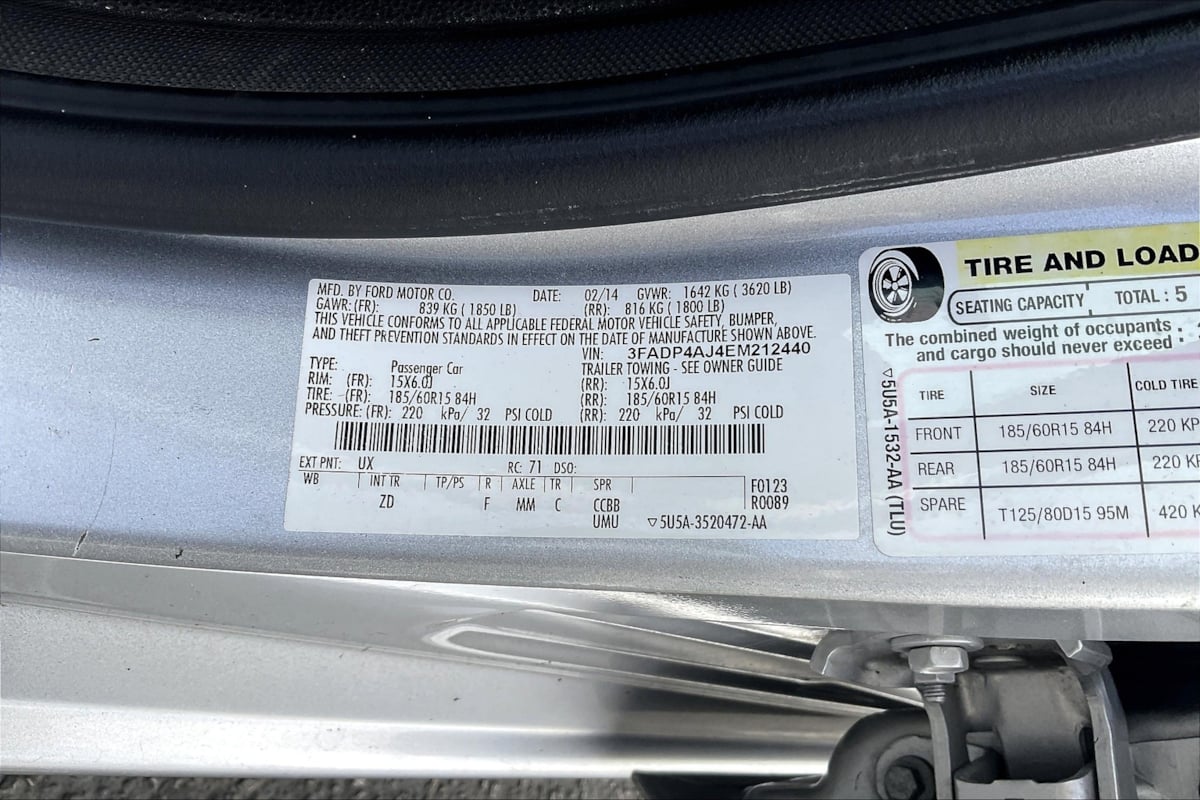 MFD. BY FORD MOTOR CO. DATE: 02/14 GVWR: 1642 KG ( 3620 LB)
GAWR: (FR): 839 KG ( 1850 LB) (RR): 816 KG ( 1800 LB)
THIS VEHICLE CONFORMS TO ALL APPLICABLE FEDERAL MOTOR VEHICLE SAFETY, BUMPER,
AND THEFT PREVENTION STANDARDS IN EFFECT ON THE DATE OF MANUFACTURE SHOWN ABOVE.
VIN: 3FADP4AJ4EM212440
TYPE: Passenger Car TRAILER TOWING - SEE OWNER GUIDE
RIM: (FR): 15X6.0J (RR): 15X6.0J
TIRE: (FR): 185/60R15 84H (RR): 185/60R15 84H
PRESSURE: (FR): 220 kPa/ 32 PSI COLD (RR): 220 kPa/ 32 PSI COLD
EXT PNT: UX RC: 71 DSO:
WB INT TR TP/PS R AXLE TR SPR F0123
ZD F MM C CCBB R0089
UMU ▽5U5A-3520472-AA
TIRE AND LOAD
SEATING CAPACITY TOTAL : 5
The combined weight of occupants
and cargo should never exceed
TIRE SIZE COLD TIRE
FRONT 185/60R15 84H 220 KP
REAR 185/60R15 84H 220 K
SPARE T125/80D15 95M 420 K
▽5U5A-1532-AA (TLU)